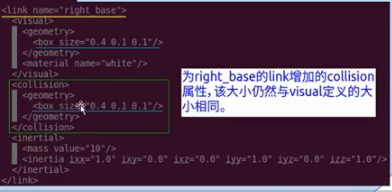 <link name="right_base">
<visual>
<geometry>
<box size="0.4 0.1 0.1"/>
</geometry>
<material name="white"/>
</visual>
<collision>
<geometry>
<box size="0.4 0.1 0.1"/>
</geometry>
</collision>
<inertial>
<mass value="10"/>
<inertia ixx="1.0" ixy="0.0" ixz="0.0" iyy="1.0" iyz="0.0" izz="1.0"/>
</inertial>
</link>
为right_base的link增加的collision
属性,该大小仍然与visual定义的大
小相同。